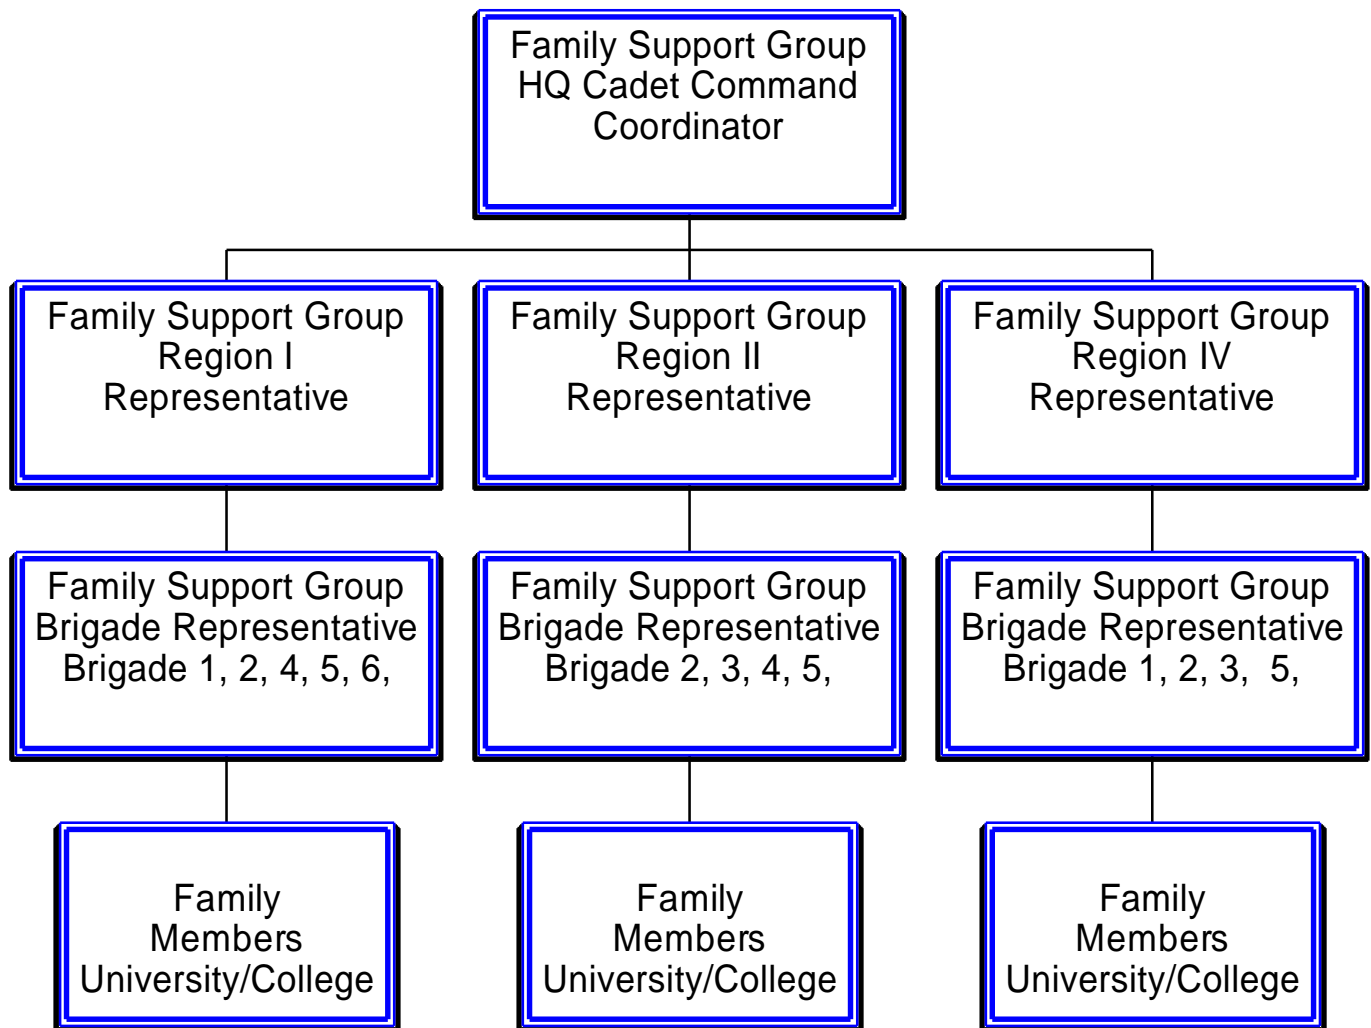 Family Support Group
HQ Cadet Command
Coordinator
Family Support Group
Region I
Representative
Family Support Group
Region II
Representative
Family Support Group
Region IV
Representative
Family Support Group
Brigade Representative
Brigade 1, 2, 4, 5, 6,
Family Support Group
Brigade Representative
Brigade 2, 3, 4, 5,
Family Support Group
Brigade Representative
Brigade 1, 2, 3,  5,
Family
Members
University/College
Family
Members
University/College
Family
Members
University/College